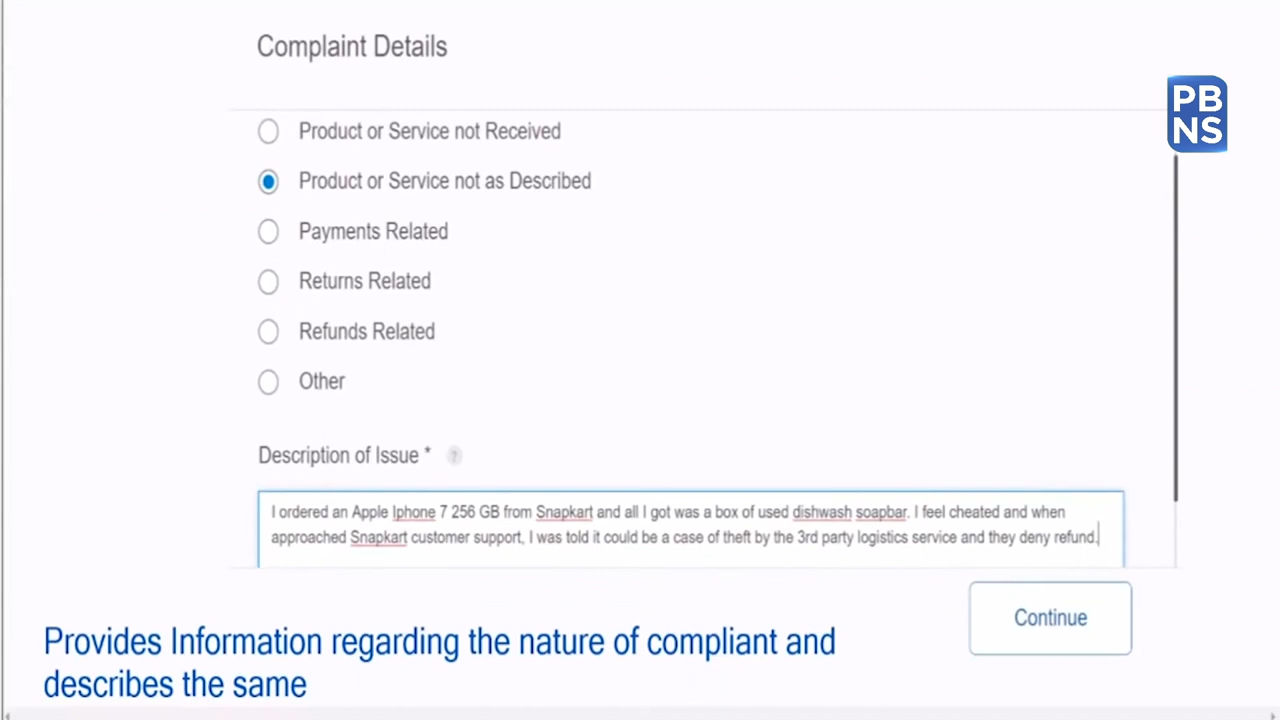 Complaint Details
PB
NS
Product or Service not Received
Product or Service not as Described
Payments Related
Returns Related
Refunds Related
Other
Description of Issue * ?
I ordered an Apple Iphone 7 256 GB from Snapkart and all I got was a box of used dishwash soapbar. I feel cheated and when
approached Snapkart customer support, I was told it could be a case of theft by the 3rd party logistics service and they deny refund.
Continue
Provides Information regarding the nature of compliant and
describes the same